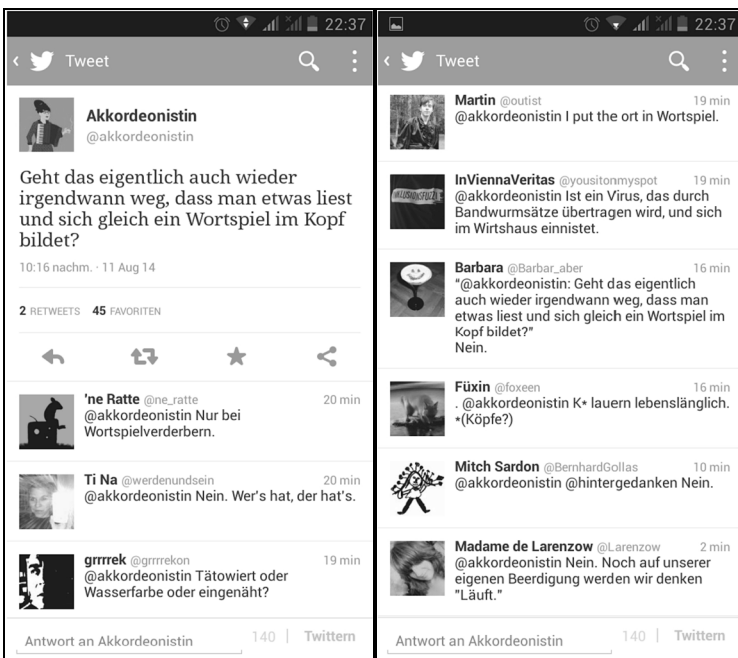 22:37
Tweet
Akkordeonistin
@akkordeonistin
Geht das eigentlich auch wieder
irgendwann weg, dass man etwas liest
und sich gleich ein Wortspiel im Kopf
bildet?
10:16 nachm. · 11 Aug 14
2 RETWEETS 45 FAVORITEN
'ne Ratte @ne_ratte 20 min
@akkordeonistin Nur bei
Wortspielverderbern.
Ti Na @werdenundsein 20 min
@akkordeonistin Nein. Wer's hat, der hat's.
grrrrek @grrrrekon 19 min
@akkordeonistin Tätowiert oder
Wasserfarbe oder eingenäht?
Antwort an Akkordeonistin 140 Twittern
22:37
Tweet
Martin @outist 19 min
@akkordeonistin I put the ort in Wortspiel.
InViennaVeritas @yousitonmyspot 19 min
@akkordeonistin Ist ein Virus, das durch
Bandwurmsätze übertragen wird, und sich
im Wirtshaus einnistet.
Barbara @Barbar_aber 16 min
"@akkordeonistin: Geht das eigentlich
auch wieder irgendwann weg, dass man
etwas liest und sich gleich ein Wortspiel im
Kopf bildet?"
Nein.
Füxin @foxeen 16 min
. @akkordeonistin K* lauern lebenslänglich.
*(Köpfe?)
Mitch Sardon @BernhardGollas 10 min
@akkordeonistin @hintergedanken Nein.
Madame de Larenzow @Larenzow 2 min
@akkordeonistin Nein. Noch auf unserer
eigenen Beerdigung werden wir denken
"Läuft."
Antwort an Akkordeonistin 140 Twittern